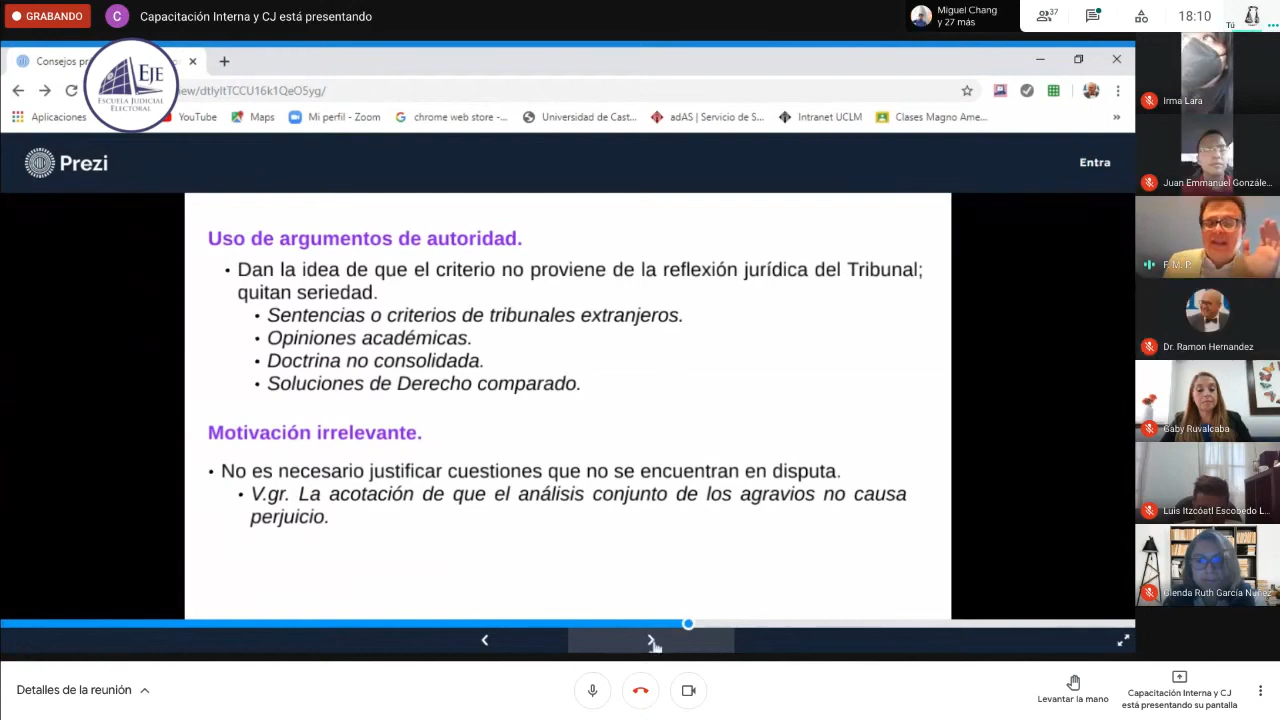 GRABANDO
C
Capacitación Interna y CJ está presentando
Miguel Chang
y 27 más
37
18:10
Tú
Consejos pr
EJE
ESCUELA JUDICIAL
ELECTORAL
ew/dtIyItTCCU16k1QeO5yg/
Aplicaciones
YouTube
Maps
Mi perfil - Zoom
chrome web store -...
Universidad de Cast...
adAS | Servicio de S...
Intranet UCLM
Clases Magno Ame...
»
Prezi
Entra
Uso de argumentos de autoridad.
• Dan la idea de que el criterio no proviene de la reflexión jurídica del Tribunal;
quitan seriedad.
• Sentencias o criterios de tribunales extranjeros.
• Opiniones académicas.
• Doctrina no consolidada.
• Soluciones de Derecho comparado.
Motivación irrelevante.
• No es necesario justificar cuestiones que no se encuentran en disputa.
• V.gr. La acotación de que el análisis conjunto de los agravios no causa
perjuicio.
Irma Lara
Juan Emmanuel Gonzále...
F. M. P.
Dr. Ramon Hernandez
Gaby Ruvalcaba
Luis Itzcóatl Escobedo L...
Glenda Ruth García Núñez
Detalles de la reunión
Levantar la mano
Capacitación Interna y CJ
está presentando su pantalla